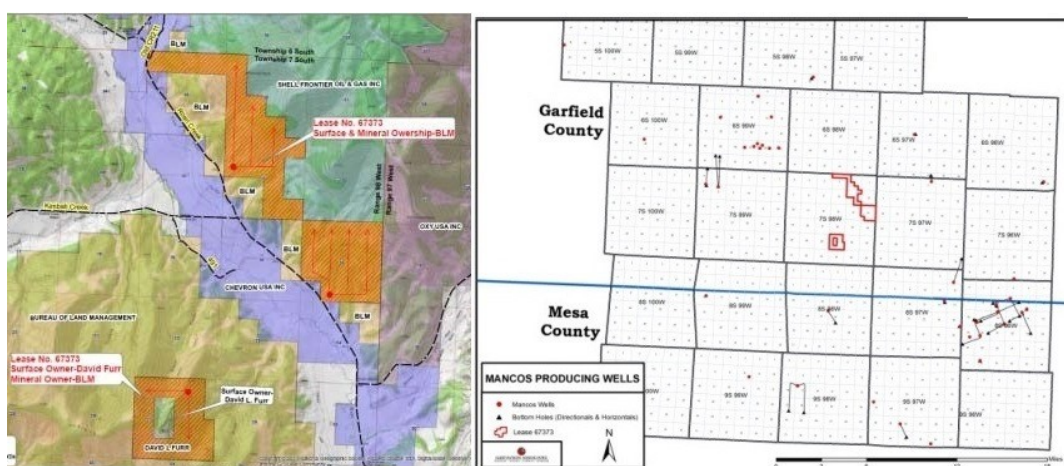 BLM
Township 6 South
Township 7 South
SHELL FRONTIER OIL & GAS INC
BLM
Lease No. 67373
Surface & Mineral Owership-BLM
Roan Creek
BLM
Range 98 West
Range 97 West
Kimball Creek
BLM
OXY USA INC
CHEVRON USA INC
BLM
BUREAU OF LAND MANAGEMENT
Lease No. 67373
Surface Owner-David Furr
Mineral Owner-BLM
Surface Owner-
David L. Furr
DAVID L FURR
5S 100W
5S 99W
5S 98W
5S 97W
Garfield
County
6S 100W
6S 99W
6S 98W
6S 97W
6S 96W
7S 100W
7S 99W
7S 98W
7S 97W
7S 96W
Mesa
County
8S 100W
8S 99W
8S 97W
9S 99W
9S 98W
9S 97W
9S 96W
MANCOS PRODUCING WELLS
Mancos Wells
Bottom Holes (Directionals & Horizontals)
Lease 67373
N